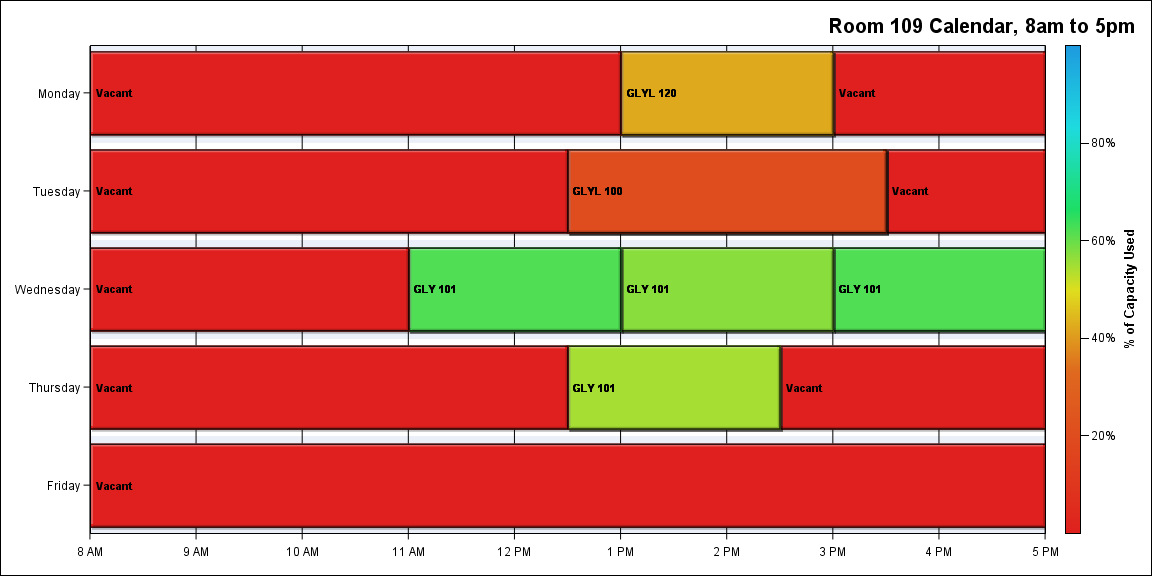 Room 109 Calendar, 8am to 5pm
Monday
Vacant
GLYL 120
Vacant
Tuesday
Vacant
GLYL 100
Vacant
Wednesday
Vacant
GLY 101
GLY 101
GLY 101
Thursday
Vacant
GLY 101
Vacant
Friday
Vacant
8 AM
9 AM
10 AM
11 AM
12 PM
1 PM
2 PM
3 PM
4 PM
5 PM
80%
60%
40%
20%
% of Capacity Used